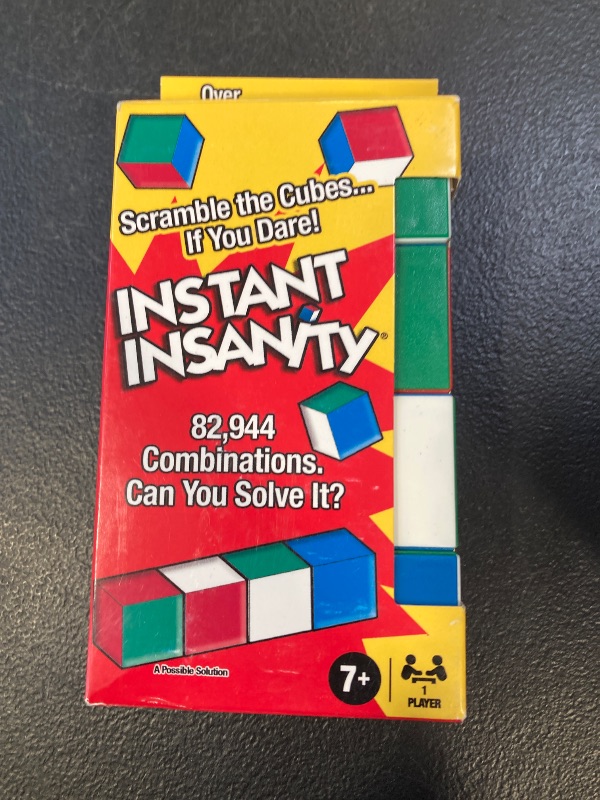 Over
Scramble the Cubes...
If You Dare!
INSTANT
INSANITY®
82,944
Combinations.
Can You Solve It?
A Possible Solution
7+
1
PLAYER